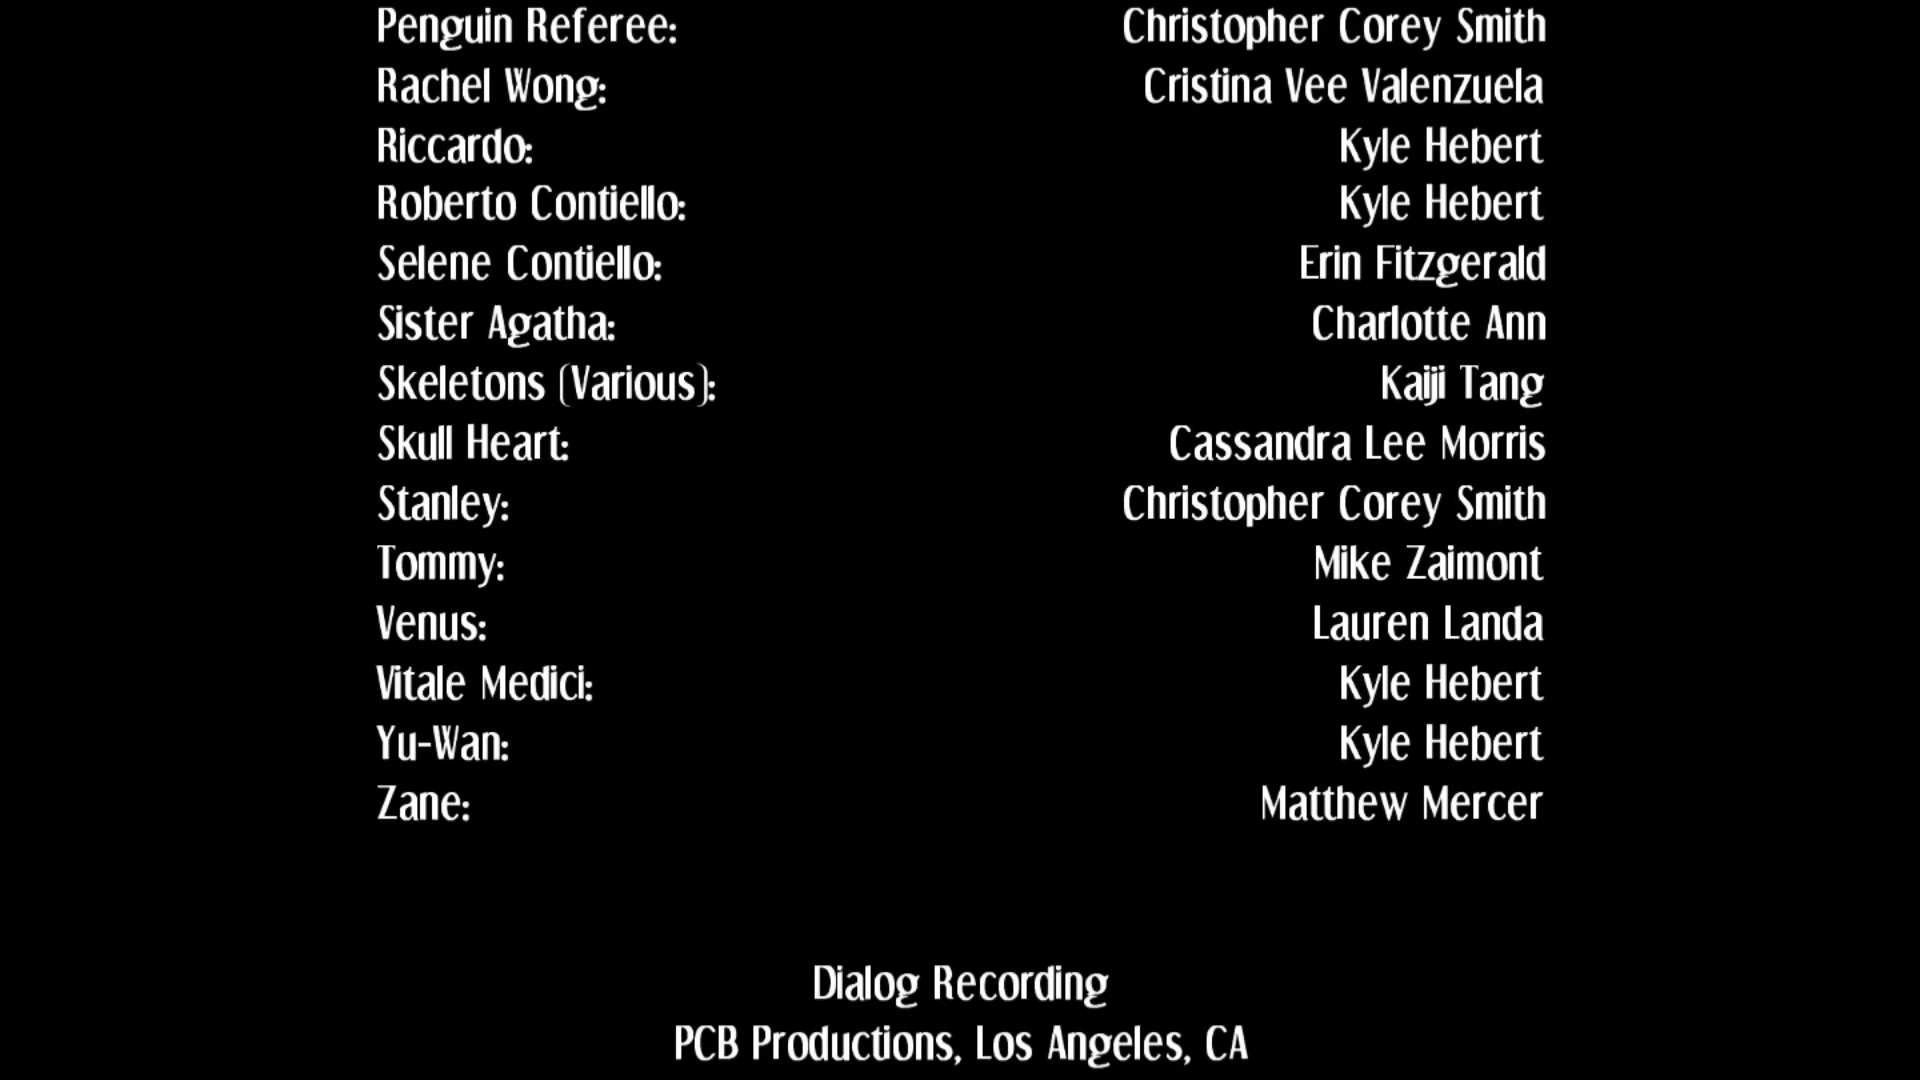 Penguin Referee: Christopher Corey Smith
Rachel Wong: Cristina Vee Valenzuela
Riccardo: Kyle Hebert
Roberto Contiello: Kyle Hebert
Selene Contiello: Erin Fitzgerald
Sister Agatha: Charlotte Ann
Skeletons (Various): Kaiji Tang
Skull Heart: Cassandra Lee Morris
Stanley: Christopher Corey Smith
Tommy: Mike Zaimont
Venus: Lauren Landa
Vitale Medici: Kyle Hebert
Yu-Wan: Kyle Hebert
Zane: Matthew Mercer
Dialog Recording
PCB Productions, Los Angeles, CA